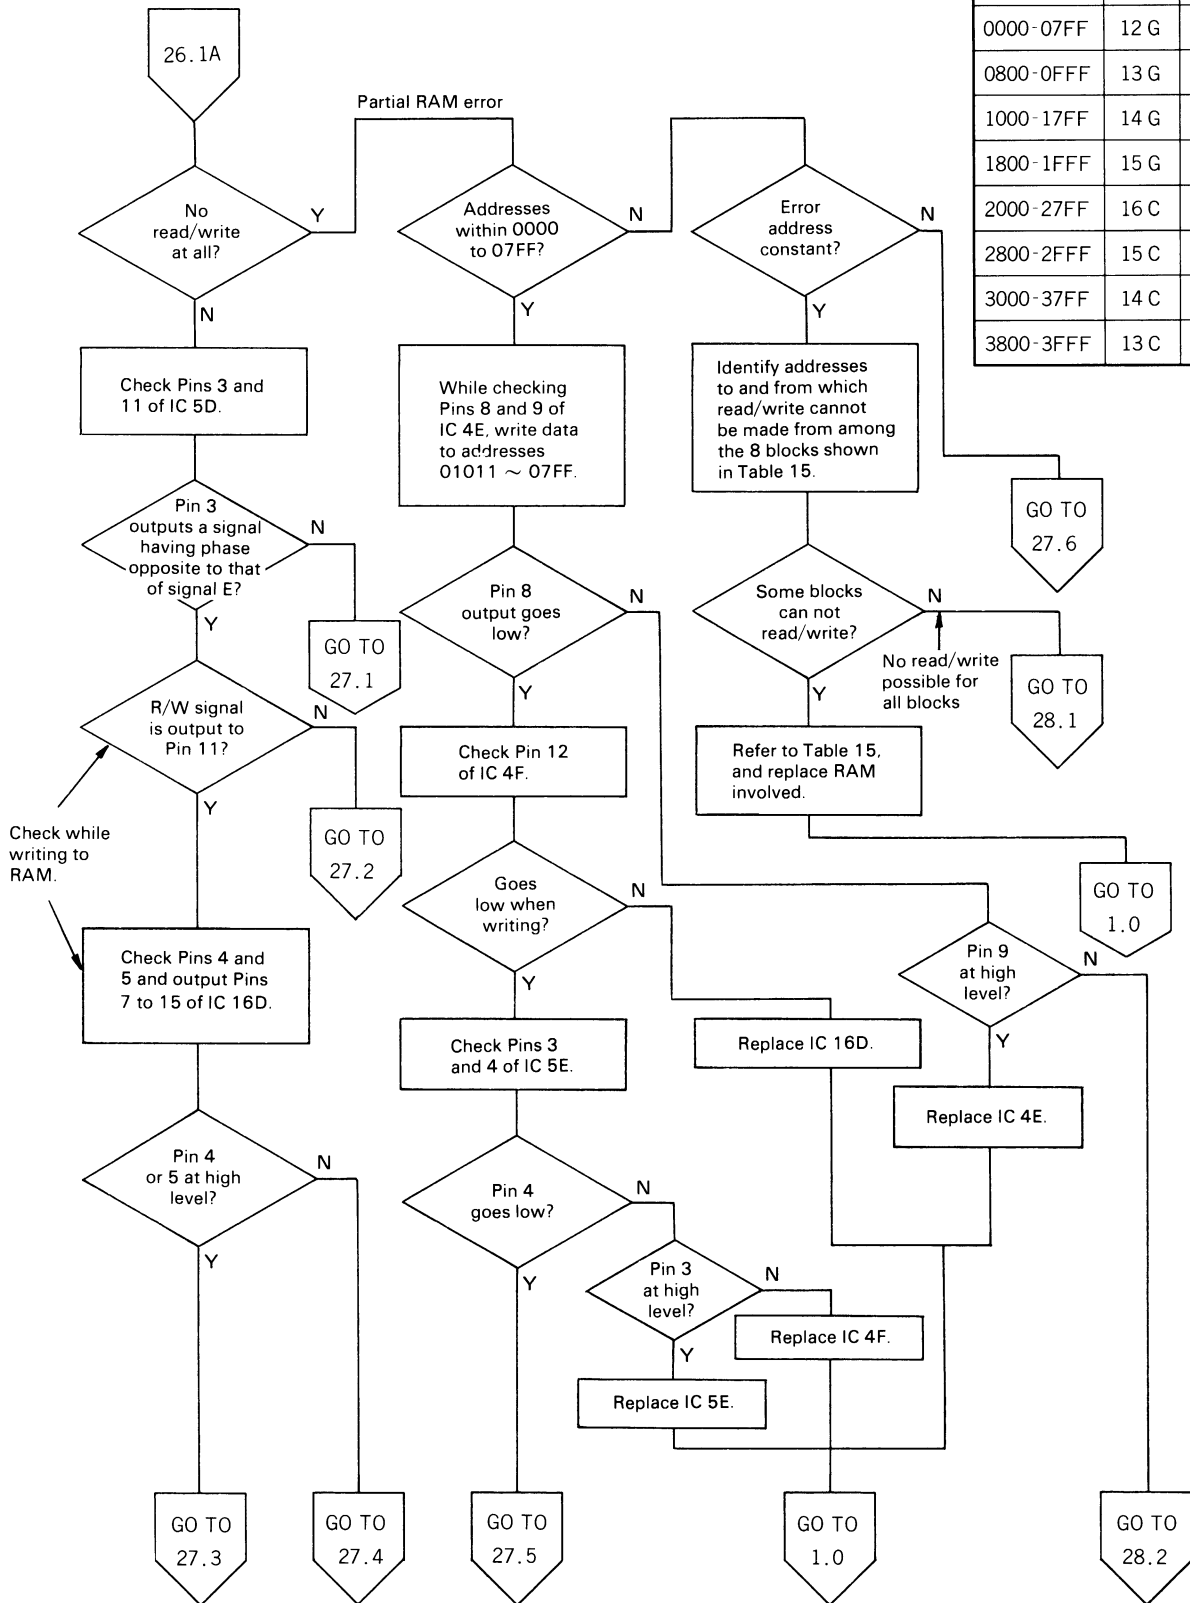 26.1A
Partial RAM error
No
read/write
at all?
Y
N
Addresses
within 0000
to 07FF?
N
Y
Error
address
constant?
N
Y
0000-07FF 12 G
0800-0FFF 13 G
1000-17FF 14 G
1800-1FFF 15 G
2000-27FF 16 C
2800-2FFF 15 C
3000-37FF 14 C
3800-3FFF 13 C
Check Pins 3 and
11 of IC 5D.
While checking
Pins 8 and 9 of
IC 4E, write data
to addresses
01011 ~ 07FF.
Identify addresses
to and from which
read/write cannot
be made from among
the 8 blocks shown
in Table 15.
GO TO
27.6
Pin 3
outputs a signal
having phase
opposite to that
of signal E?
N
Y
GO TO
27.1
Pin 8
output goes
low?
N
Y
Some blocks
can not
read/write?
N
Y
No read/write
possible for
all blocks
GO TO
28.1
R/W signal
is output to
Pin 11?
N
Y
GO TO
27.2
Check while
writing to
RAM.
Check Pin 12
of IC 4F.
Refer to Table 15,
and replace RAM
involved.
GO TO
1.0
Goes
low when
writing?
N
Y
Pin 9
at high
level?
N
Y
Check Pins 4 and
5 and output Pins
7 to 15 of IC 16D.
Check Pins 3
and 4 of IC 5E.
Replace IC 16D.
Replace IC 4E.
Pin 4
or 5 at high
level?
N
Y
Pin 4
goes low?
N
Y
Pin 3
at high
level?
N
Y
Replace IC 4F.
Replace IC 5E.
GO TO
27.3
GO TO
27.4
GO TO
27.5
GO TO
1.0
GO TO
28.2